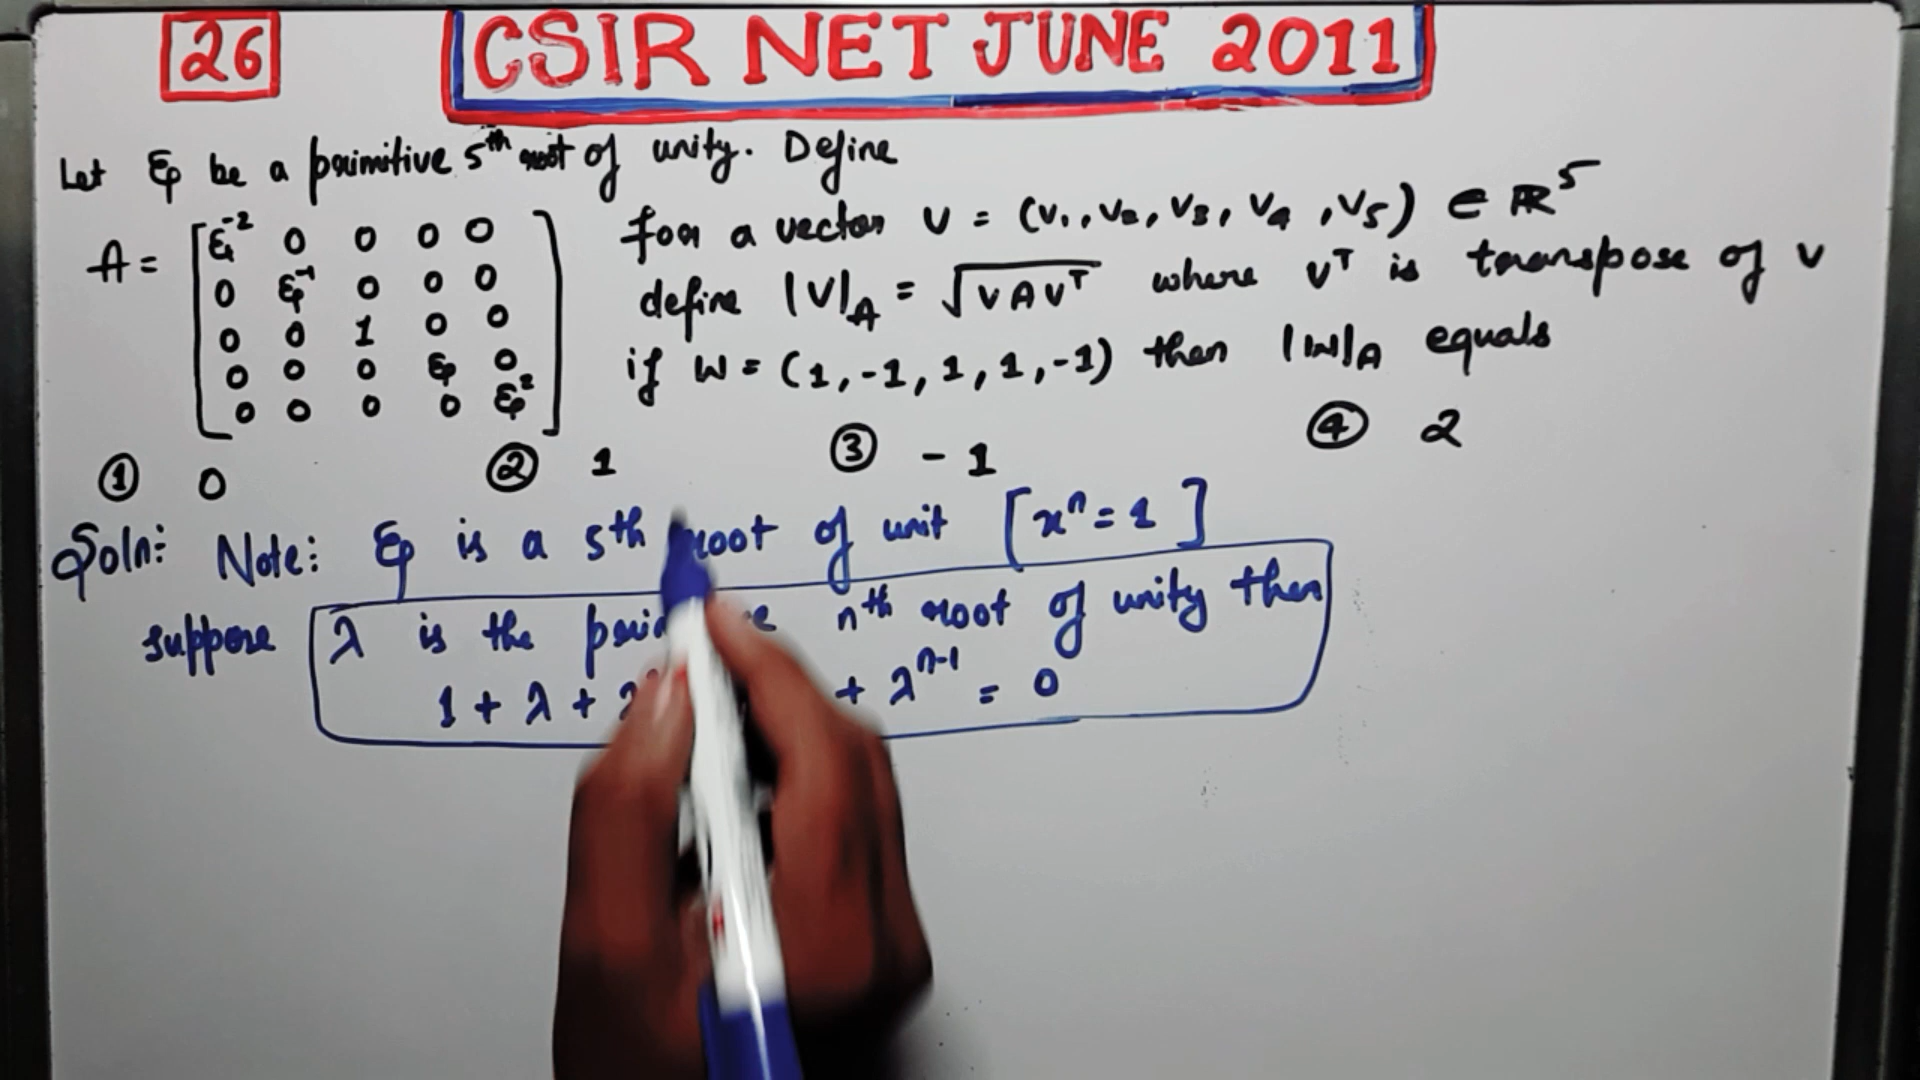 26
CSIR NET JUNE 2011
Let ξ be a primitive 5th root of unity. Define
A = [ ξ⁻² 0 0 0 0
0 ξ⁻¹ 0 0 0
0 0 1 0 0
0 0 0 ξ 0
0 0 0 0 ξ² ]
for a vector V = (V₁, V₂, V₃, V₄, V₅) ∈ R⁵
define |V|_A = √(VAVᵀ) where Vᵀ is transpose of V
if W = (1, -1, 1, 1, -1) then |W|_A equals
① 0 ② 1 ③ -1 ④ 2
Soln: Note: ξ is a 5th root of unit [xⁿ = 1]
suppose λ is the nth root of unity then
1 + λ + + λⁿ⁻¹ = 0